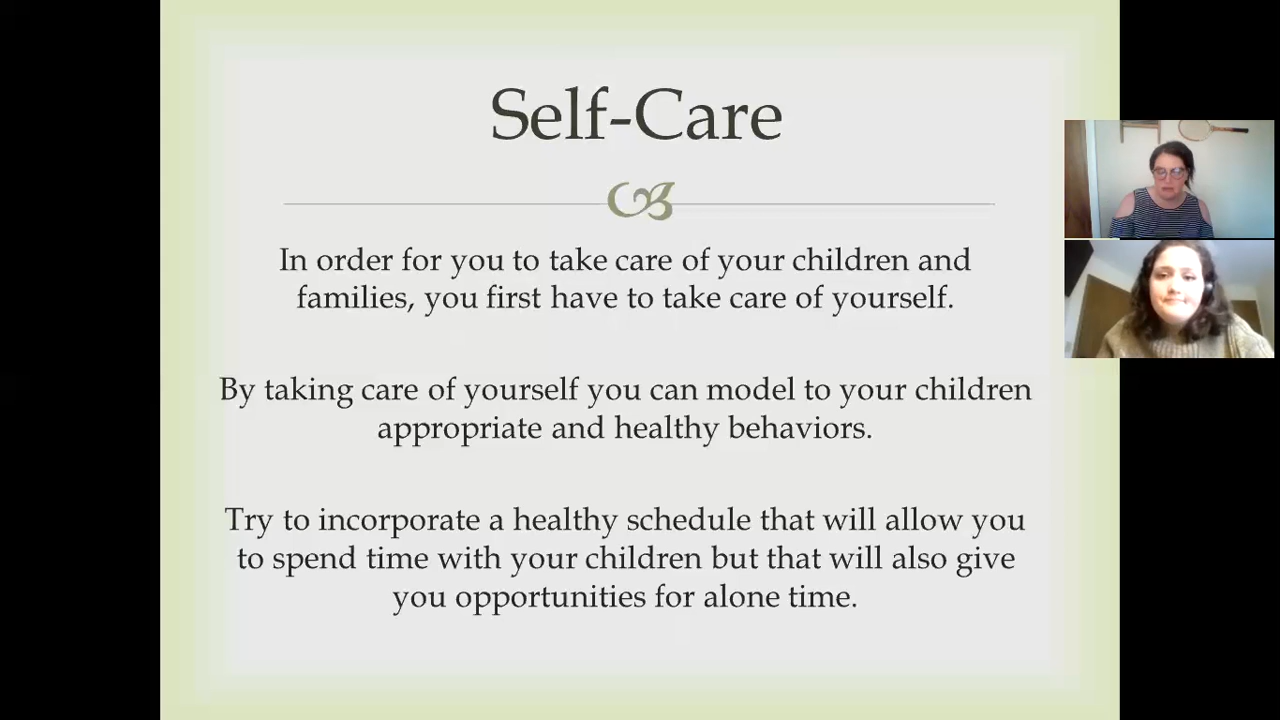 Self-Care
In order for you to take care of your children and
families, you first have to take care of yourself.
By taking care of yourself you can model to your children
appropriate and healthy behaviors.
Try to incorporate a healthy schedule that will allow you
to spend time with your children but that will also give
you opportunities for alone time.